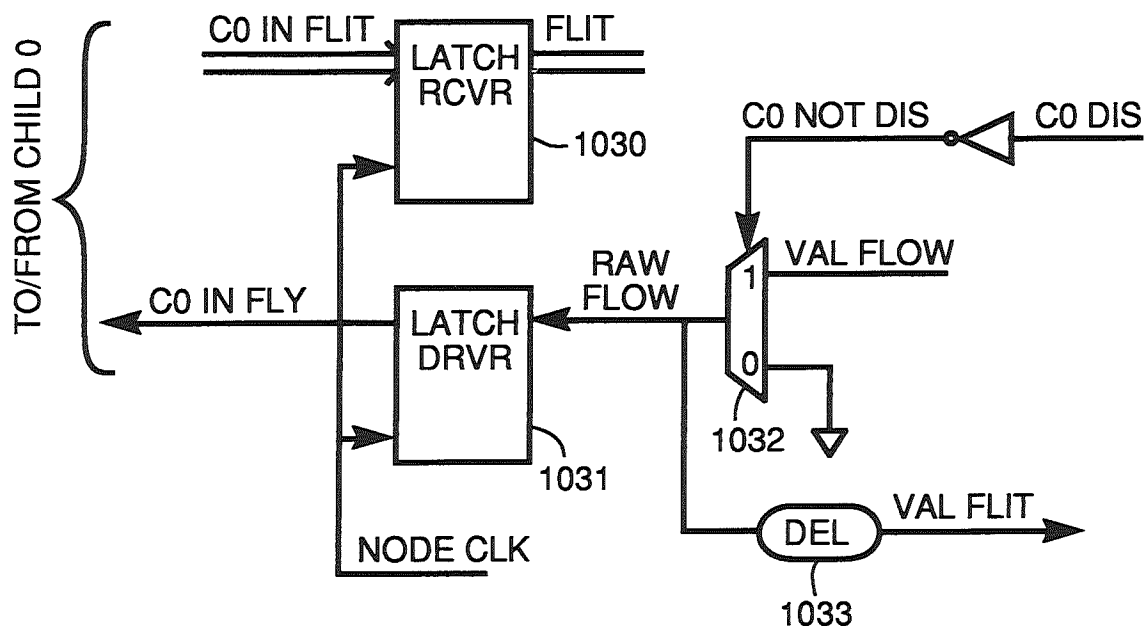 TO/FROM CHILD 0
C0 IN FLIT
FLIT
LATCH
RCVR
1030
C0 NOT DIS
C0 DIS
VAL FLOW
1
0
1032
RAW
FLOW
C0 IN FLY
LATCH
DRVR
1031
NODE CLK
DEL
VAL FLIT
1033